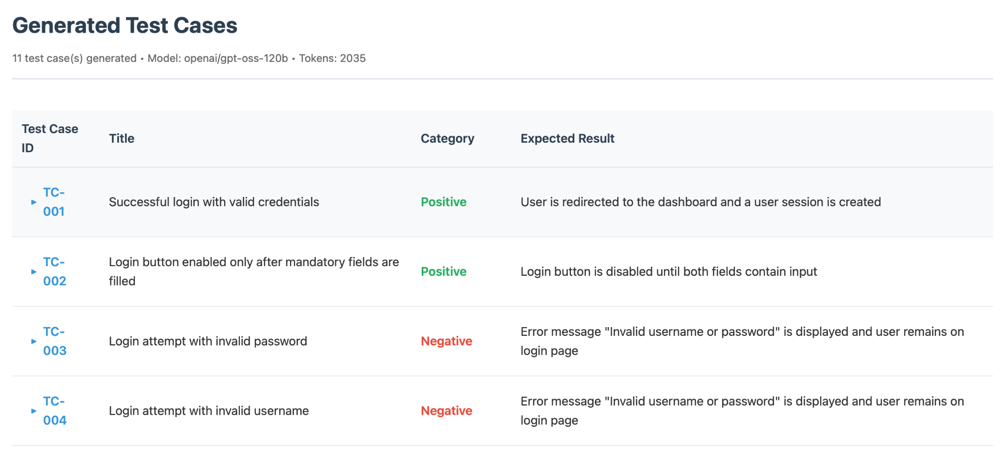 Generated Test Cases
11 test case(s) generated • Model: openai/gpt-oss-120b • Tokens: 2035
Test Case
ID
Title
Category
Expected Result
TC-
001
Successful login with valid credentials
Positive
User is redirected to the dashboard and a user session is created
TC-
002
Login button enabled only after mandatory fields are
filled
Positive
Login button is disabled until both fields contain input
TC-
003
Login attempt with invalid password
Negative
Error message "Invalid username or password" is displayed and user remains on
login page
TC-
004
Login attempt with invalid username
Negative
Error message "Invalid username or password" is displayed and user remains on
login page